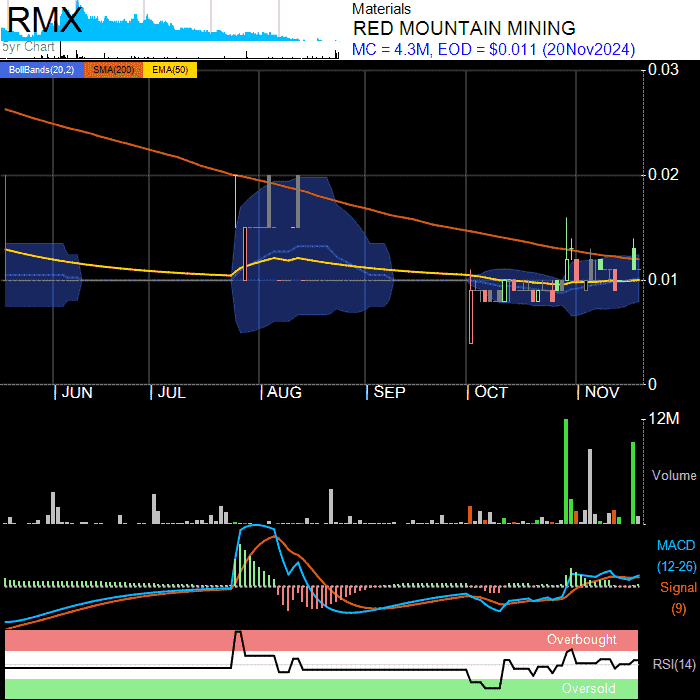 RMX
5yr Chart
Materials
RED MOUNTAIN MINING
MC = 4.3M, EOD = $0.011 (20Nov2024)
BollBands(20,2) SMA(200) EMA(50)
0.03
0.02
0.01
0
JUN JUL AUG SEP OCT NOV
12M
Volume
MACD
(12-26)
Signal
(9)
Overbought
RSI(14)
Oversold